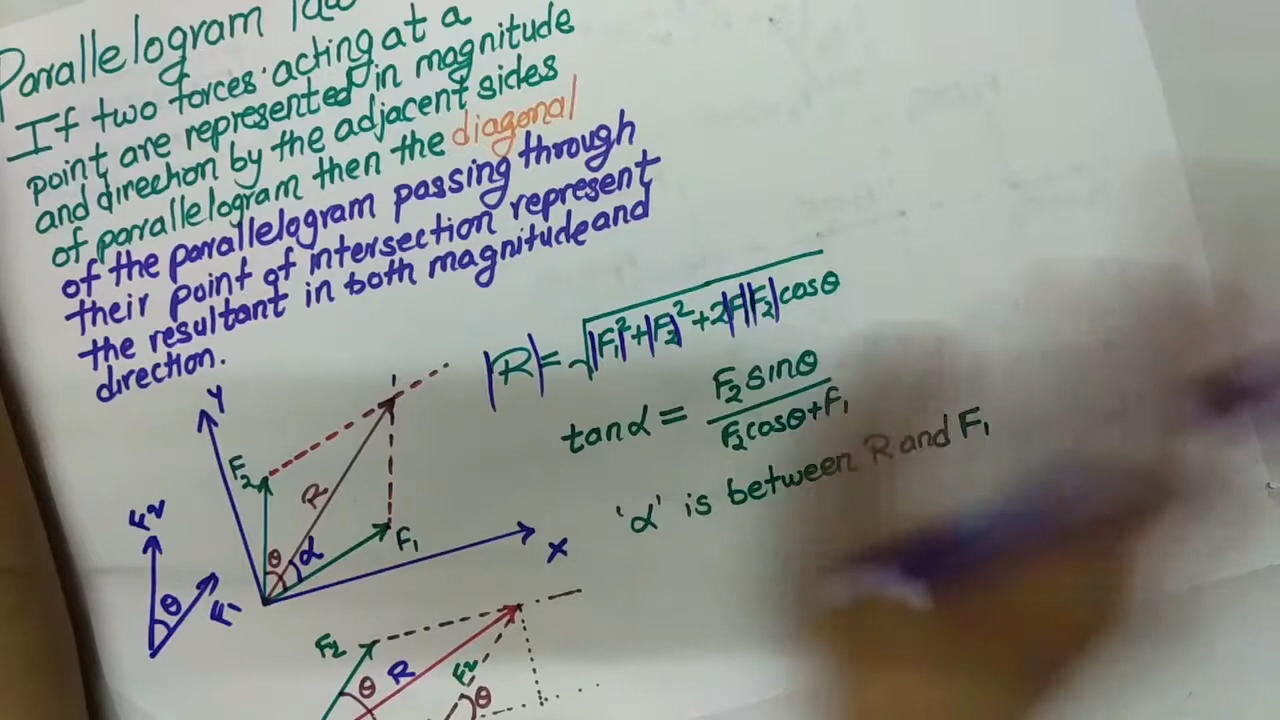 Parallelogram law
If two forces acting at a
point, are represented in magnitude
and direction by the adjacent sides
of parallelogram then the diagonal
of the parallelogram passing through
their point of intersection represent
the resultant in both magnitude and
direction.
|R| = √|F₁|²+|F₂|²+2|F||F₂|cosθ
tanα = F₂sinθ / F₂cosθ+F₁
'α' is between R and F₁
Y
F₂
R
θ
α
F₁
X
F₂
θ
F₁
F₂
R
θ
F₂
θ